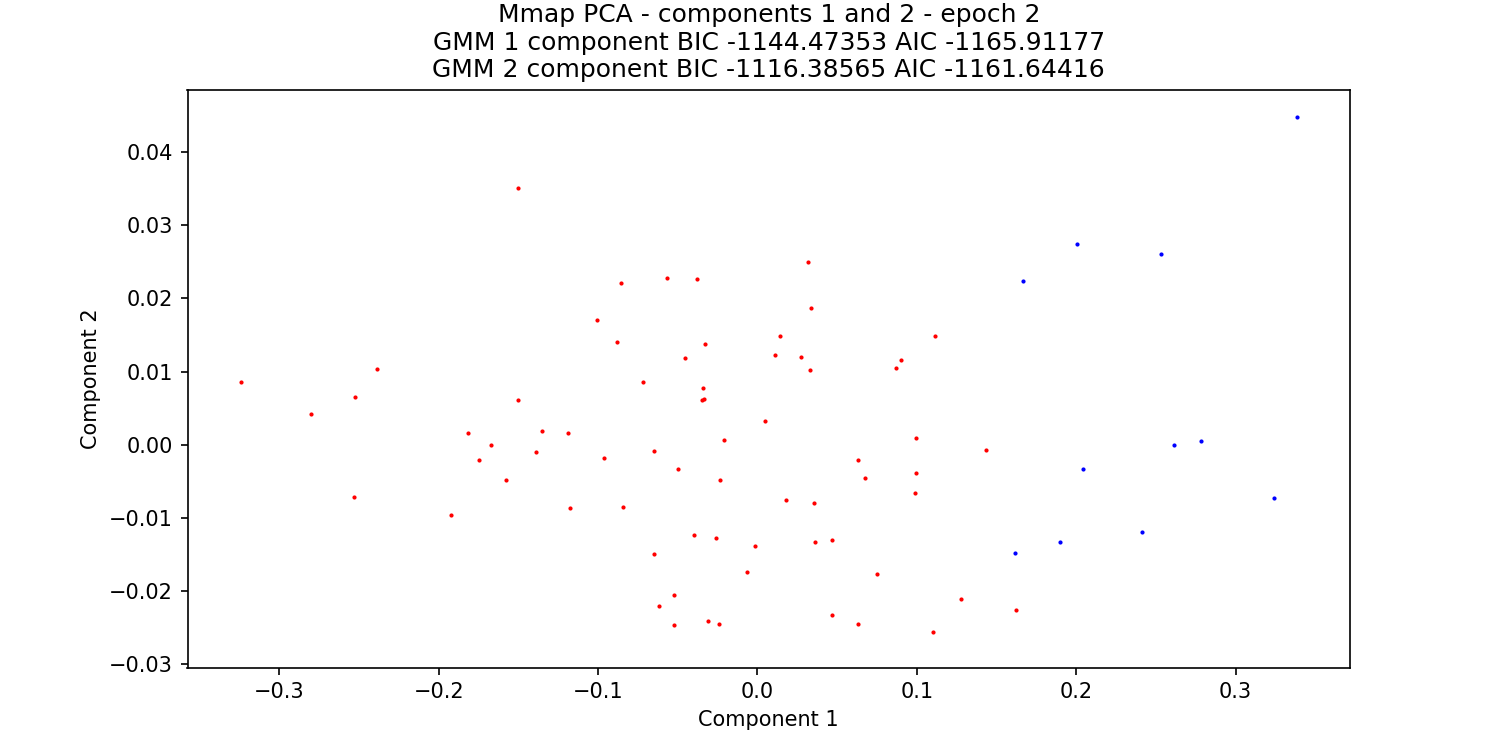 Mmap PCA - components 1 and 2 - epoch 2
GMM 1 component BIC -1144.47353 AIC -1165.91177
GMM 2 component BIC -1116.38565 AIC -1161.64416
Component 2
0.04
0.03
0.02
0.01
0.00
−0.01
−0.02
−0.03
−0.3 −0.2 −0.1 0.0 0.1 0.2 0.3
Component 1